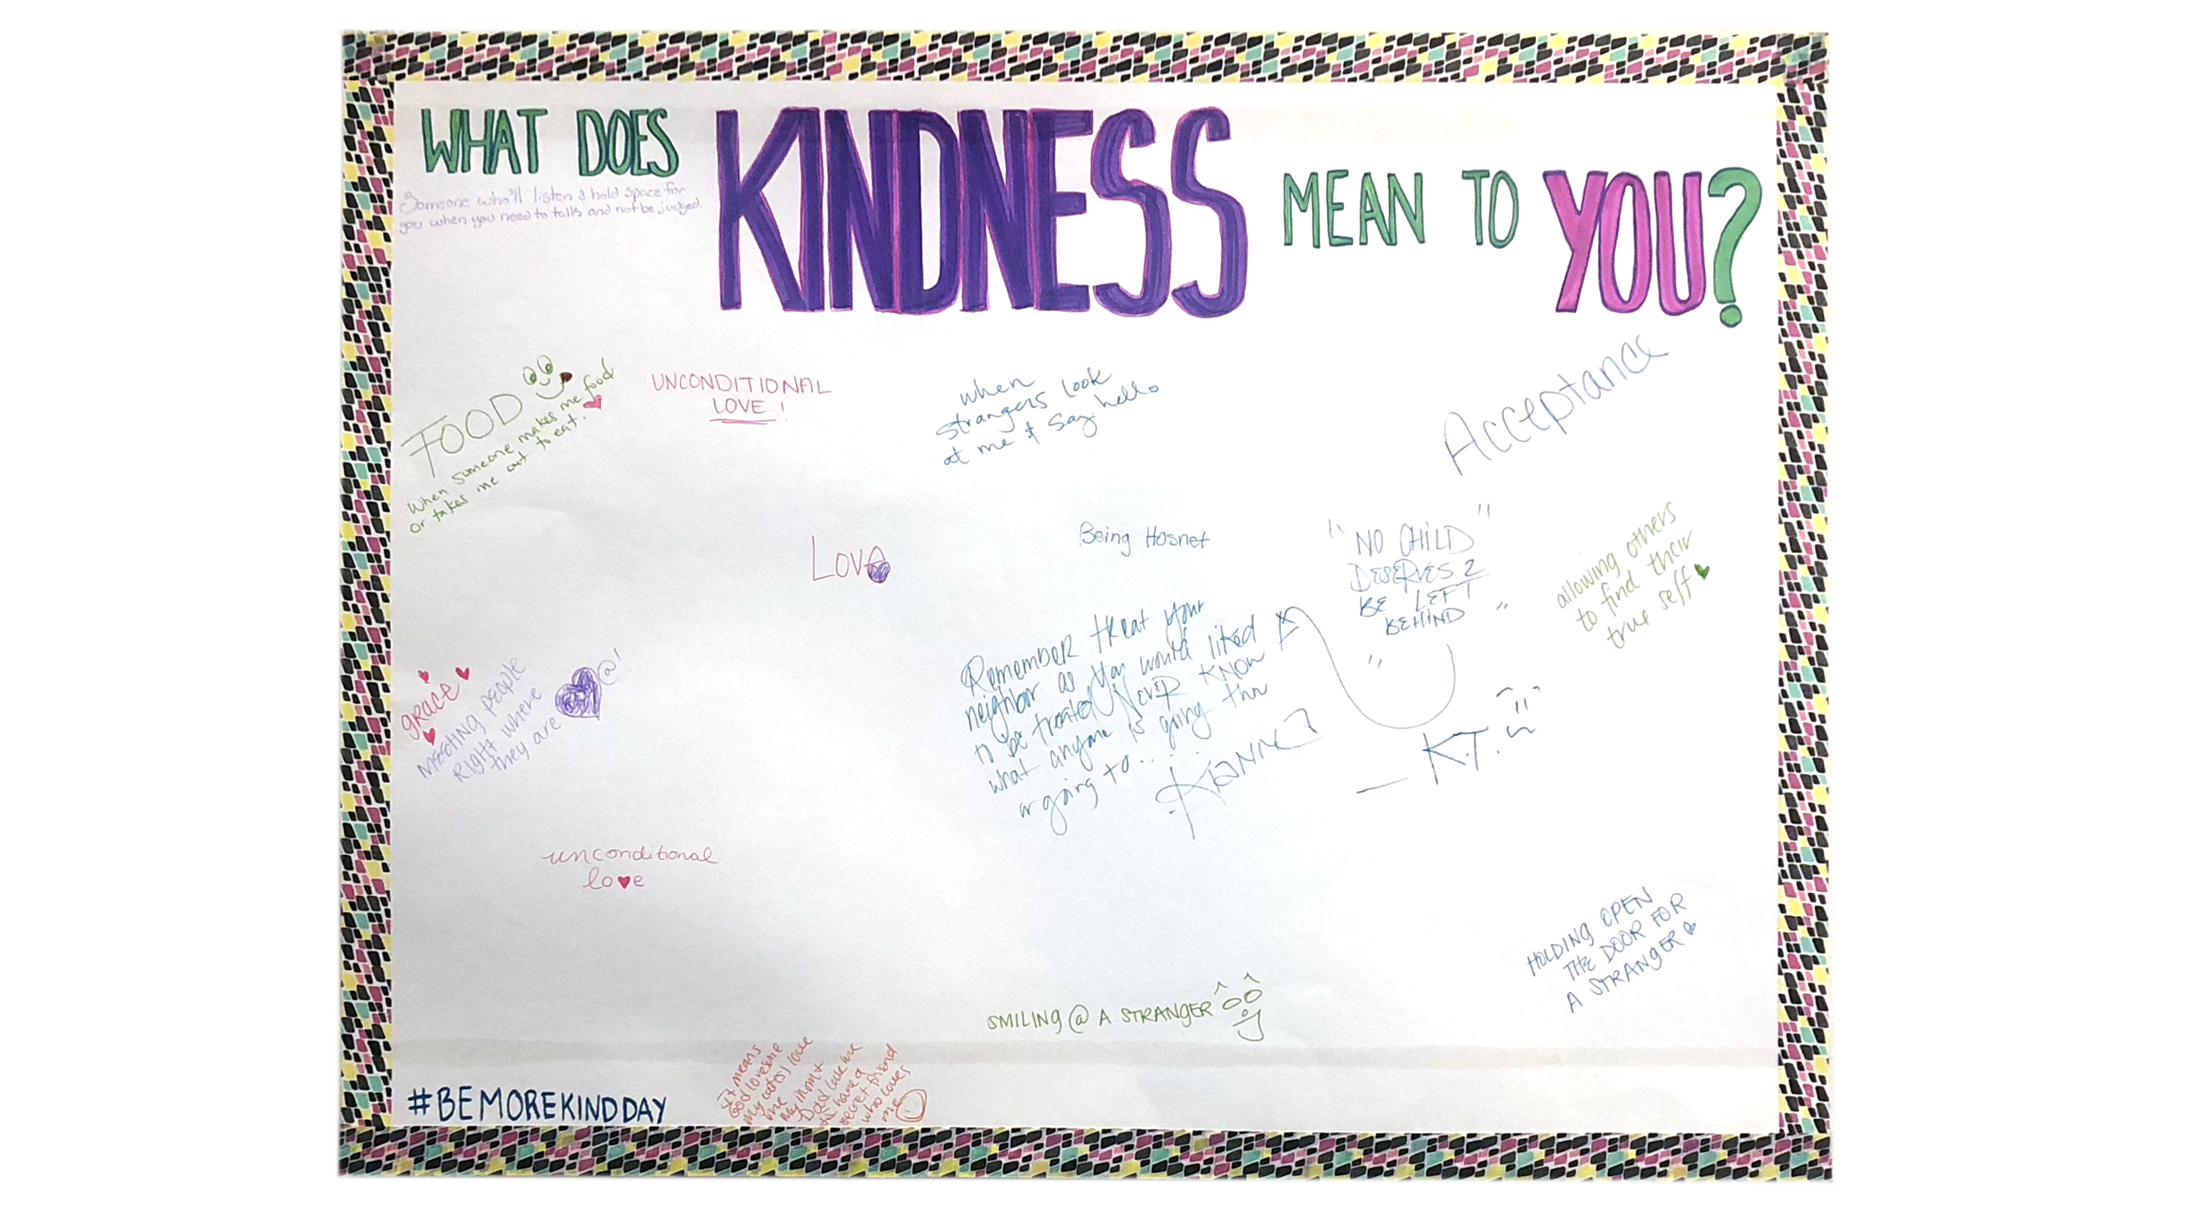 WHAT DOES KINDNESS MEAN TO YOU?
Someone who'll listen & hold space for
you when you need to talk and not be judged.
FOOD
When someone makes me food
or takes me out to eat.
UNCONDITIONAL
LOVE!
when
strangers look
at me & say hello
Acceptance
LOVE
Being Hosnet
"NO CHILD
DESERVES 2
BE LEFT
BEHIND"
— K.T.
allowing others
to find their
true self
Remember treat your
neighbor as you would liked
to be treated Never KNOW
what anyone is going thru
or going to...
grace
MEETING PEOPLE
Right where
they are
@!
unconditional
love
HOLDING OPEN
THE DOOR FOR
A STRANGER
SMILING @ A STRANGER
It means
God loves me
my cat(s) love
me
My mom &
Dad love me
have a
secret friend
who loves
me
#BEMOREKINDDAY